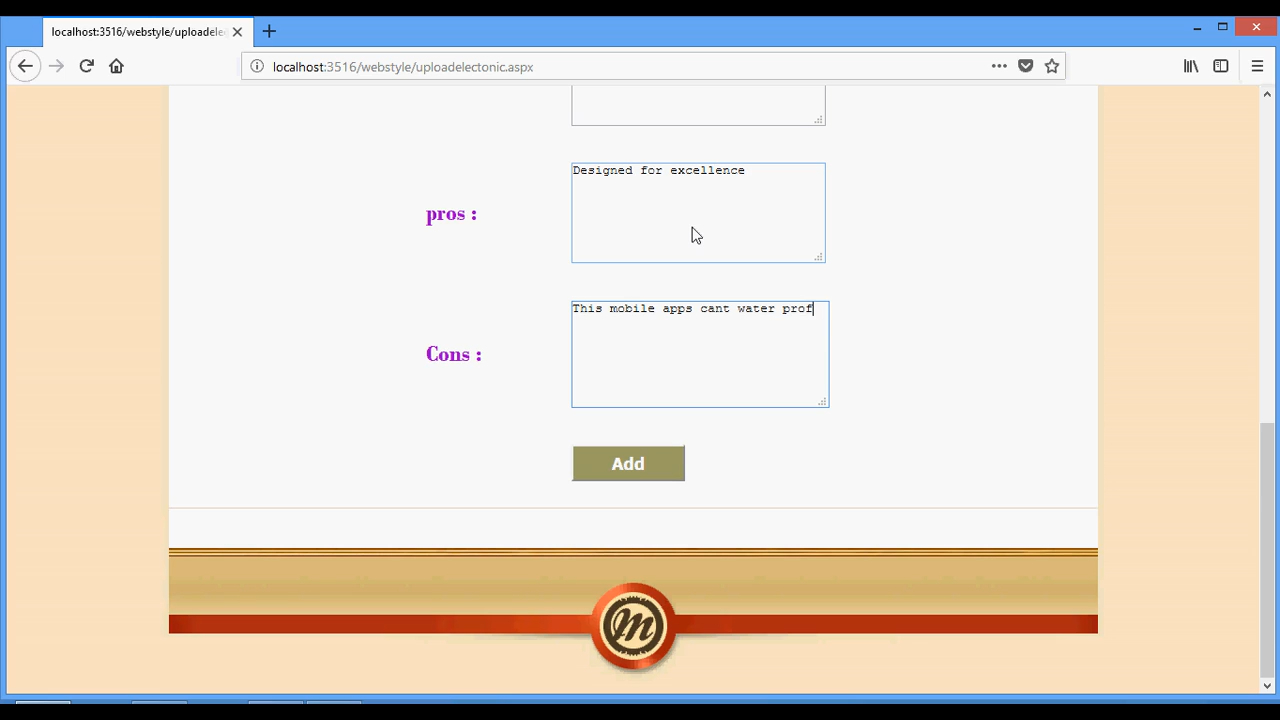 localhost:3516/webstyle/uploadele
localhost:3516/webstyle/uploadelectonic.aspx
Designed for excellence
pros :
This mobile apps cant water prof
Cons :
Add
m